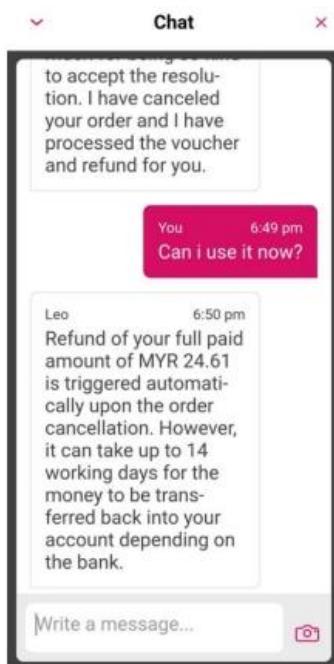 Chat
to accept the resolu-
tion. I have canceled
your order and I have
processed the voucher
and refund for you.
You 6:49 pm
Can i use it now?
Leo 6:50 pm
Refund of your full paid
amount of MYR 24.61
is triggered automati-
cally upon the order
cancellation. However,
it can take up to 14
working days for the
money to be trans-
ferred back into your
account depending on
the bank.
Write a message...